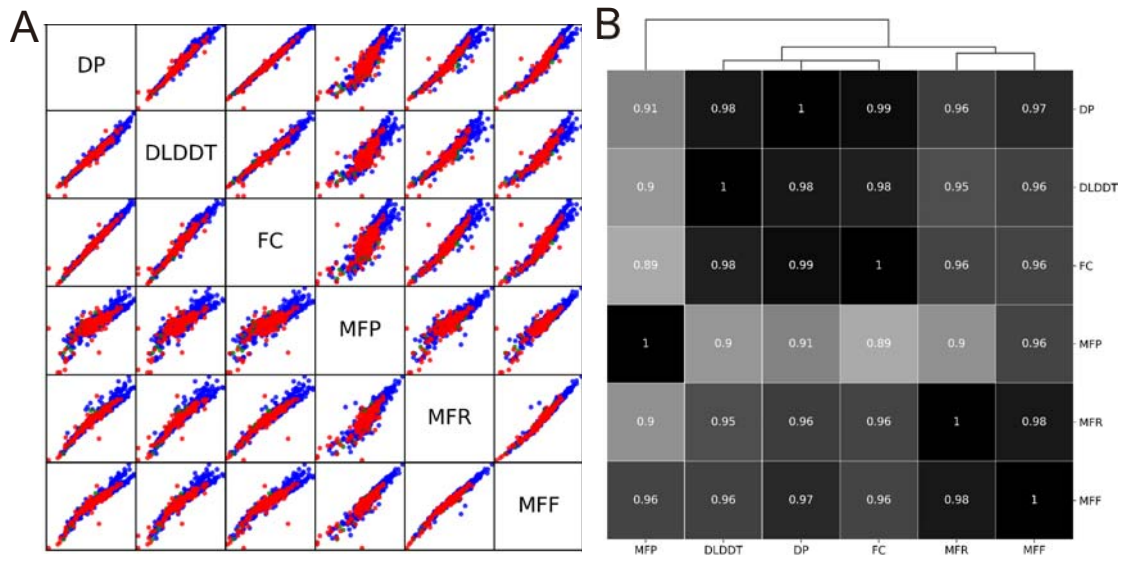 A
DP
DLDDT
FC
MFP
MFR
MFF
B
0.91 0.98 1 0.99 0.96 0.97 DP
0.9 1 0.98 0.98 0.95 0.96 DLDDT
0.89 0.98 0.99 1 0.96 0.96 FC
1 0.9 0.91 0.89 0.9 0.96 MFP
0.9 0.95 0.96 0.96 1 0.98 MFR
0.96 0.96 0.97 0.96 0.98 1 MFF
MFP DLDDT DP FC MFR MFF